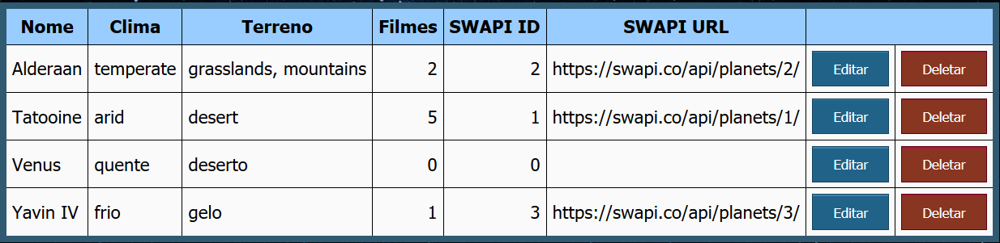 Nome Clima Terreno Filmes SWAPI ID SWAPI URL
Alderaan temperate grasslands, mountains 2 2 https://swapi.co/api/planets/2/ Editar Deletar
Tatooine arid desert 5 1 https://swapi.co/api/planets/1/ Editar Deletar
Venus quente deserto 0 0 Editar Deletar
Yavin IV frio gelo 1 3 https://swapi.co/api/planets/3/ Editar Deletar